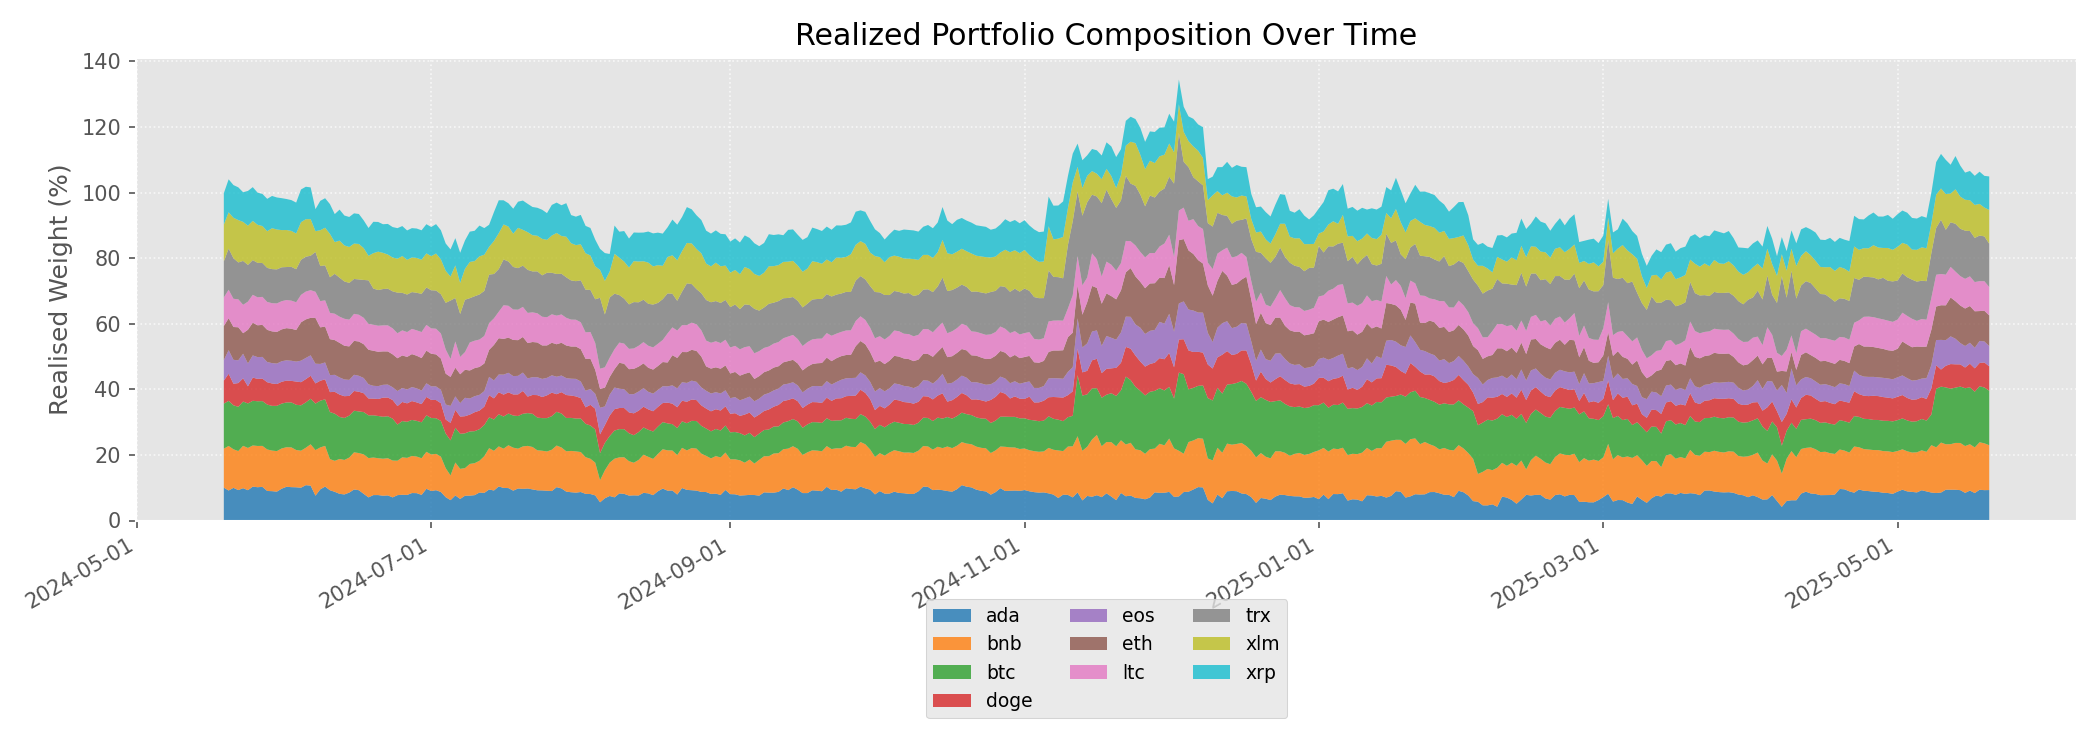 Realized Portfolio Composition Over Time
Realised Weight (%)
140
120
100
80
60
40
20
0
2024-05-01
2024-07-01
2024-09-01
2024-11-01
2025-01-01
2025-03-01
2025-05-01
ada
bnb
btc
doge
eos
eth
ltc
trx
xlm
xrp